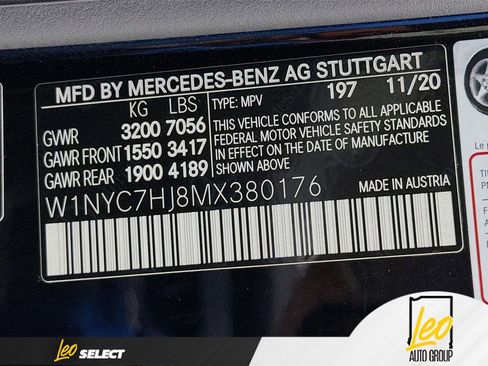 MFD BY MERCEDES-BENZ AG STUTTGART
KG LBS
TYPE: MPV 197 11/20
GVWR 3200 7056
GAWR FRONT 1550 3417
GAWR REAR 1900 4189
THIS VEHICLE CONFORMS TO ALL APPLICABLE
FEDERAL MOTOR VEHICLE SAFETY STANDARDS
IN EFFECT ON THE DATE OF MANUFACTURE
SHOWN ABOVE
W1NYC7HJ8MX380176
MADE IN AUSTRIA
Le p
Leo SELECT
Leo
AUTO GROUP